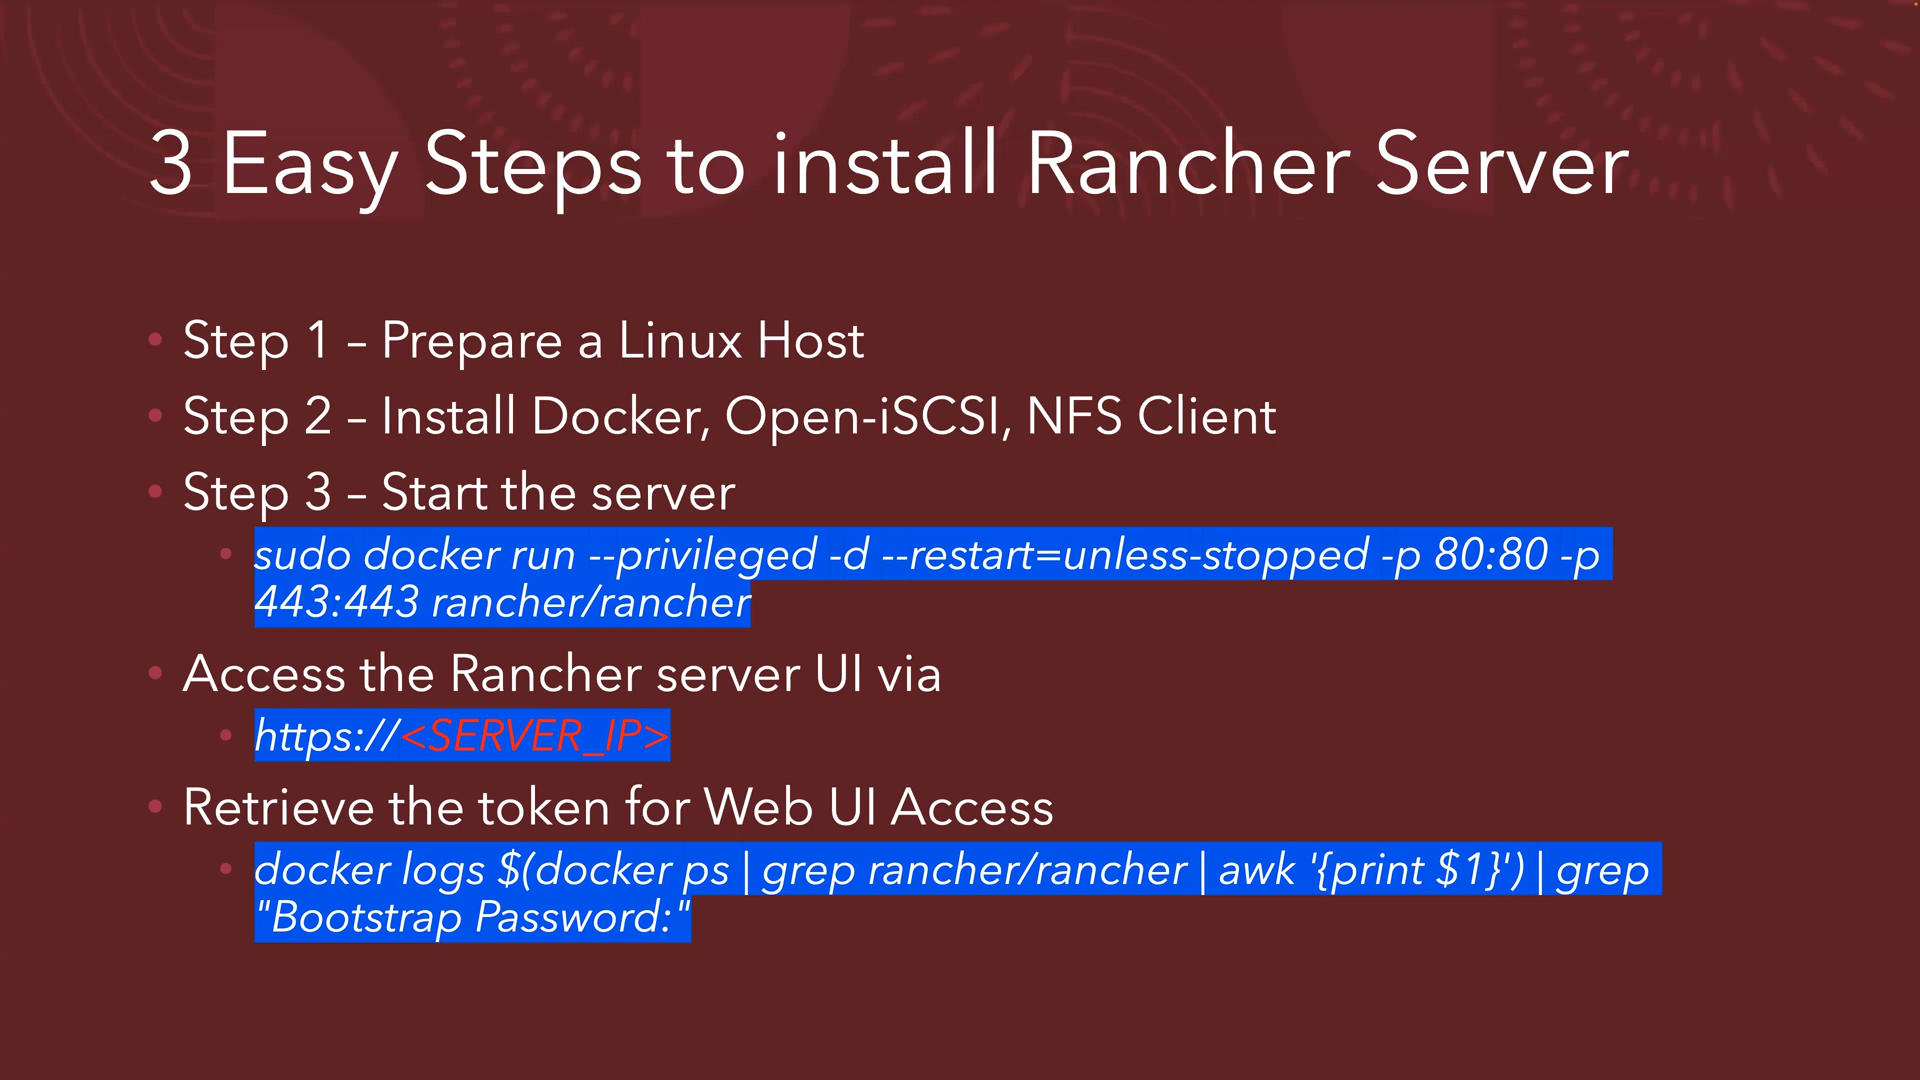 3 Easy Steps to install Rancher Server
• Step 1 – Prepare a Linux Host
• Step 2 – Install Docker, Open-iSCSI, NFS Client
• Step 3 – Start the server
• sudo docker run --privileged -d --restart=unless-stopped -p 80:80 -p
443:443 rancher/rancher
• Access the Rancher server UI via
• https://<SERVER_IP>
• Retrieve the token for Web UI Access
• docker logs $(docker ps | grep rancher/rancher | awk '{print $1}') | grep
"Bootstrap Password:"